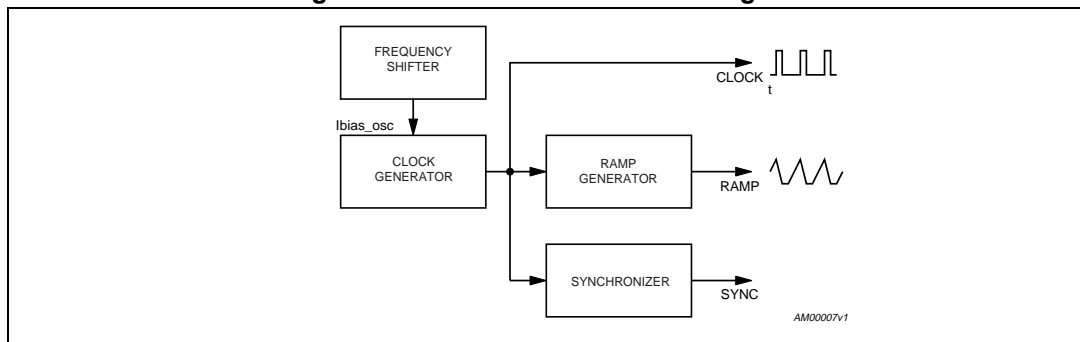 FREQUENCY
SHIFTER
CLOCK
t
Ibias_osc
CLOCK
GENERATOR
RAMP
GENERATOR
RAMP
SYNCHRONIZER
SYNC
AM00007v1